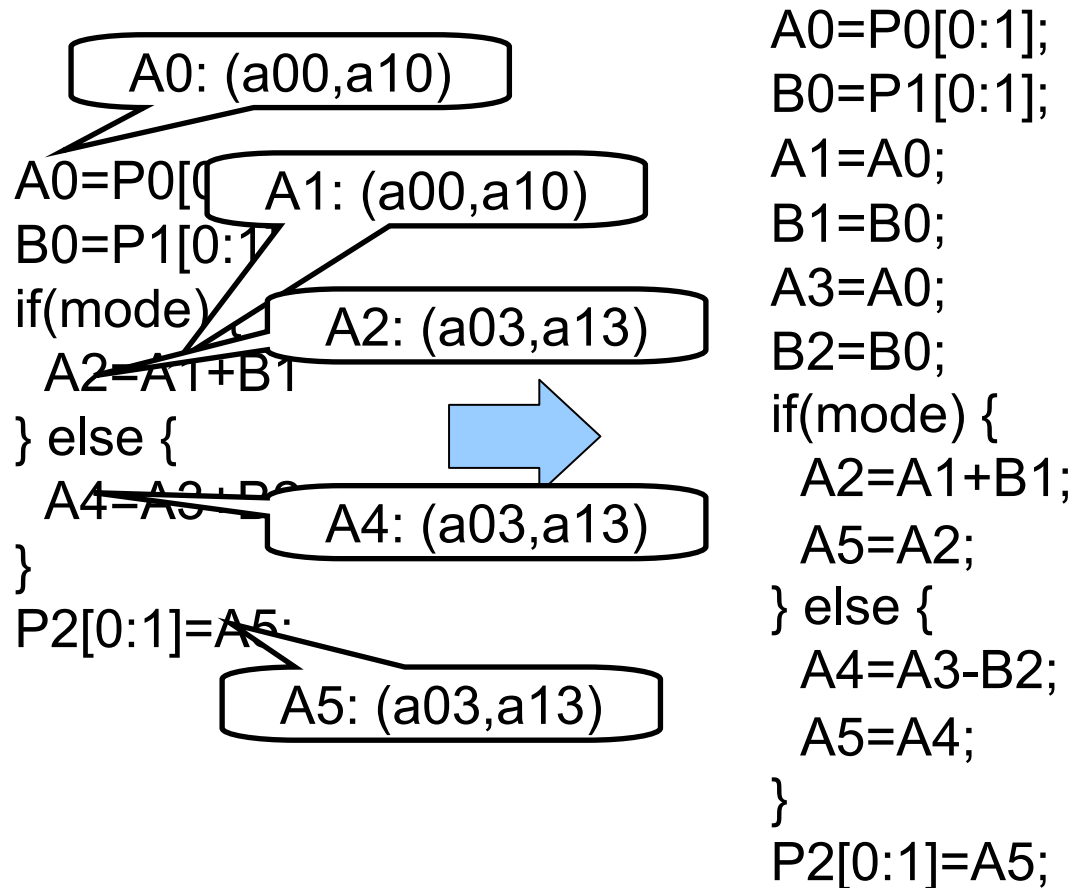 A0: (a00,a10)
A0=P0[0
A1: (a00,a10)
B0=P1[0:1
if(mode) {
A2: (a03,a13)
A2=A1+B1
} else {
A4=A3+B2
A4: (a03,a13)
}
P2[0:1]=A5;
A5: (a03,a13)
A0=P0[0:1];
B0=P1[0:1];
A1=A0;
B1=B0;
A3=A0;
B2=B0;
if(mode) {
A2=A1+B1;
A5=A2;
} else {
A4=A3-B2;
A5=A4;
}
P2[0:1]=A5;